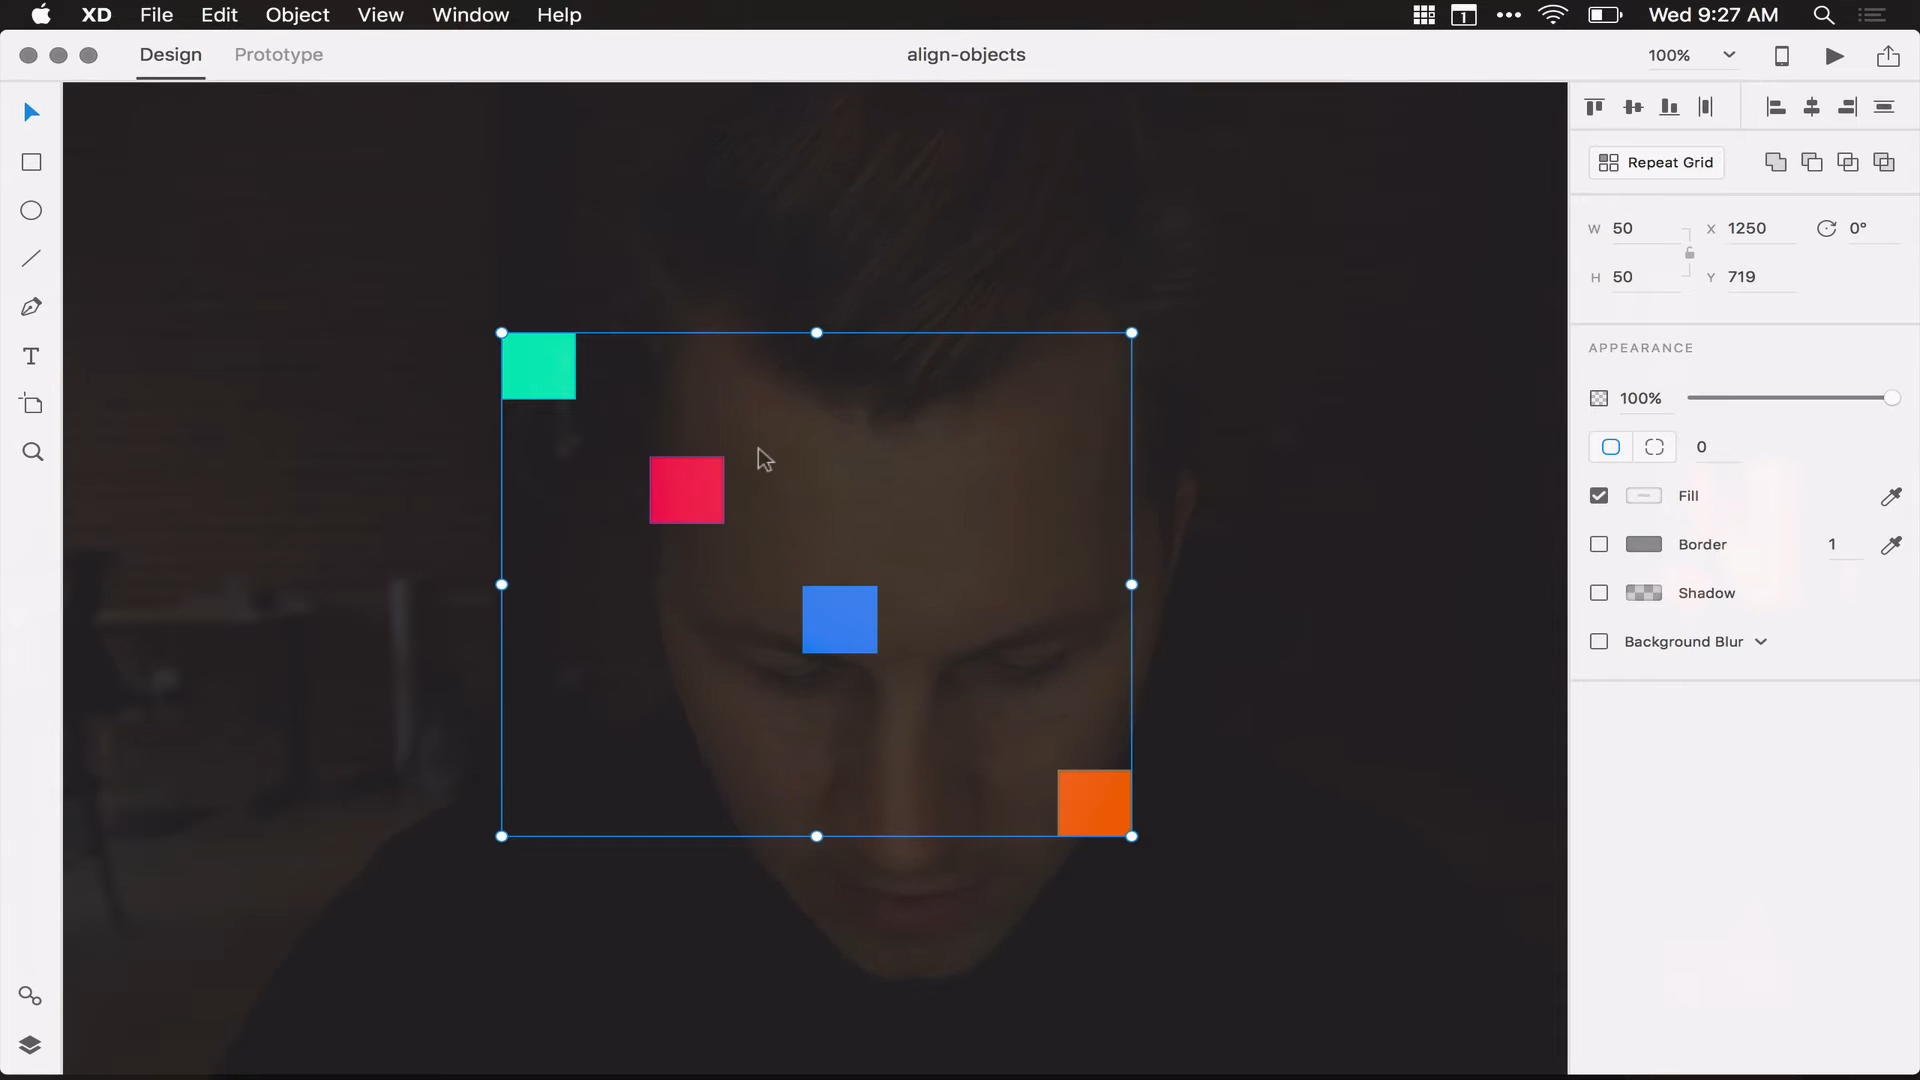 XD File Edit Object View Window Help 1 Wed 9:27 AM
Design Prototype align-objects 100%
Repeat Grid
W 50 X 1250 0°
H 50 Y 719
APPEARANCE
100%
0
Fill
Border 1
Shadow
Background Blur
T